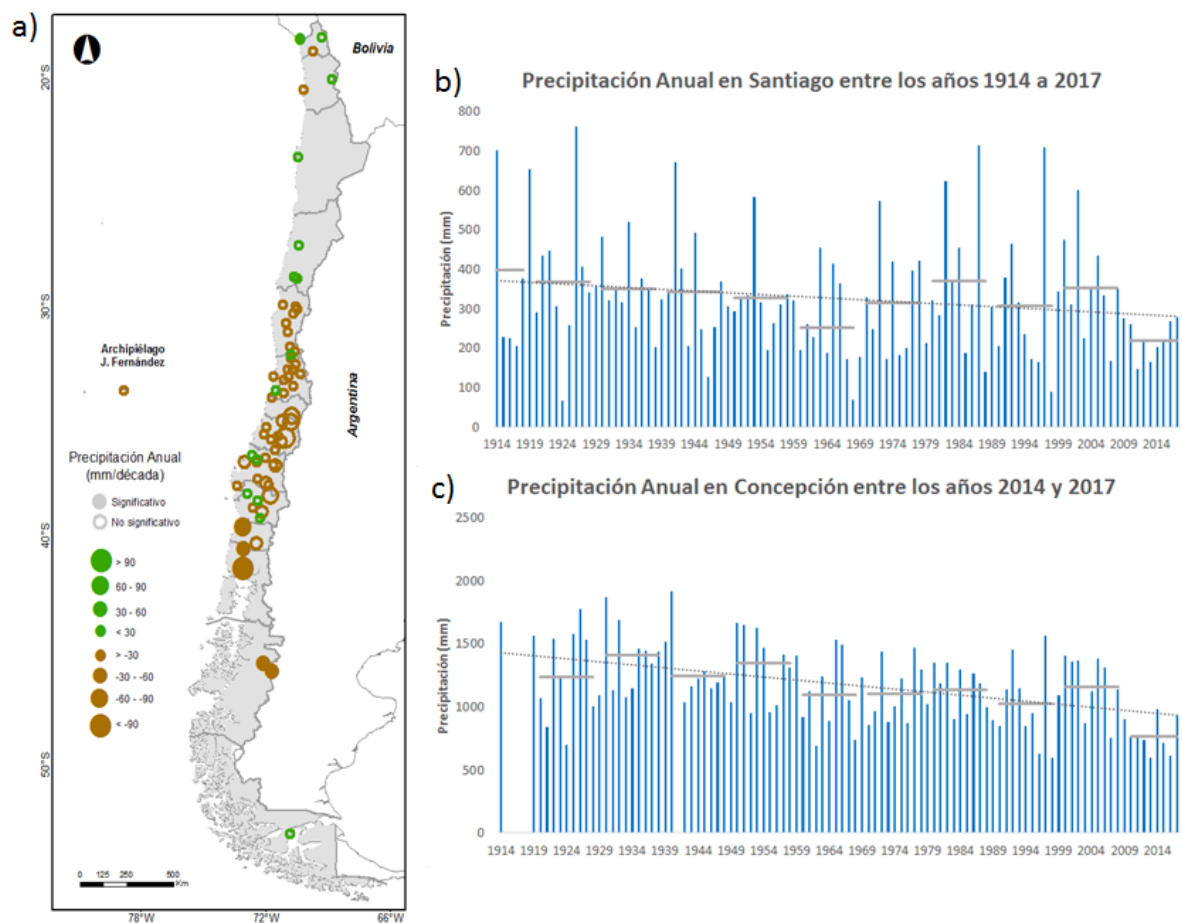 a)
Bolivia
20°S
30°S
Archipiélago
J. Fernández
Argentina
Precipitación Anual
(mm/década)
Significativo
No significativo
> 90
60 - 90
30 - 60
< 30
> -30
-30 - -60
-60 - -90
< -90
40°S
50°S
0 125 250 500
Km
78°W 72°W 66°W
b)
Precipitación Anual en Santiago entre los años 1914 a 2017
Precipitación (mm)
800
700
600
500
400
300
200
100
0
1914 1919 1924 1929 1934 1939 1944 1949 1954 1959 1964 1969 1974 1979 1984 1989 1994 1999 2004 2009 2014
c)
Precipitación Anual en Concepción entre los años 2014 y 2017
Precipitación (mm)
2500
2000
1500
1000
500
0
1914 1919 1924 1929 1934 1939 1944 1949 1954 1959 1964 1969 1974 1979 1984 1989 1994 1999 2004 2009 2014